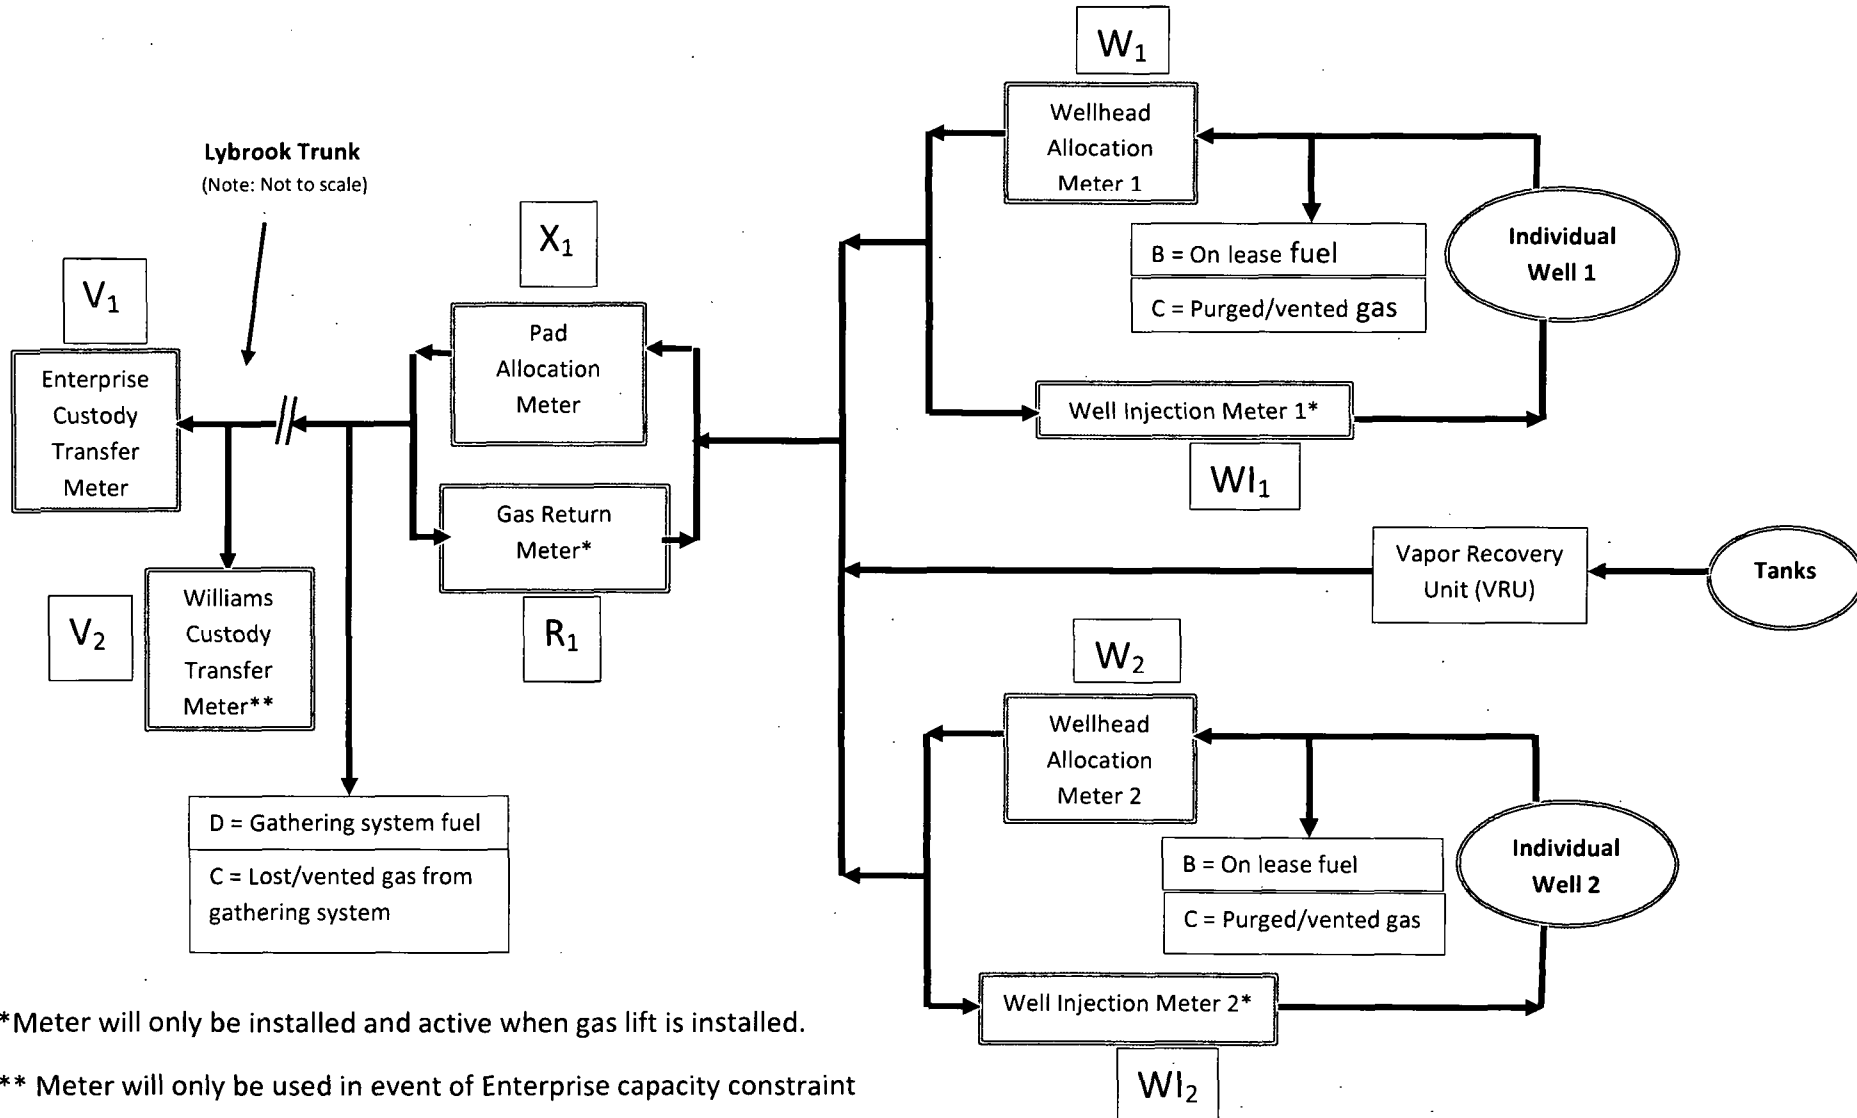 W₁
Wellhead
Allocation
Meter 1
Lybrook Trunk
(Note: Not to scale)
X₁
B = On lease fuel
C = Purged/vented gas
Individual
Well 1
V₁
Pad
Allocation
Meter
Enterprise
Custody
Transfer
Meter
Well Injection Meter 1*
WI₁
Gas Return
Meter*
R₁
Vapor Recovery
Unit (VRU)
Tanks
V₂
Williams
Custody
Transfer
Meter**
W₂
Wellhead
Allocation
Meter 2
D = Gathering system fuel
C = Lost/vented gas from
gathering system
B = On lease fuel
C = Purged/vented gas
Individual
Well 2
Well Injection Meter 2*
WI₂
*Meter will only be installed and active when gas lift is installed.
** Meter will only be used in event of Enterprise capacity constraint